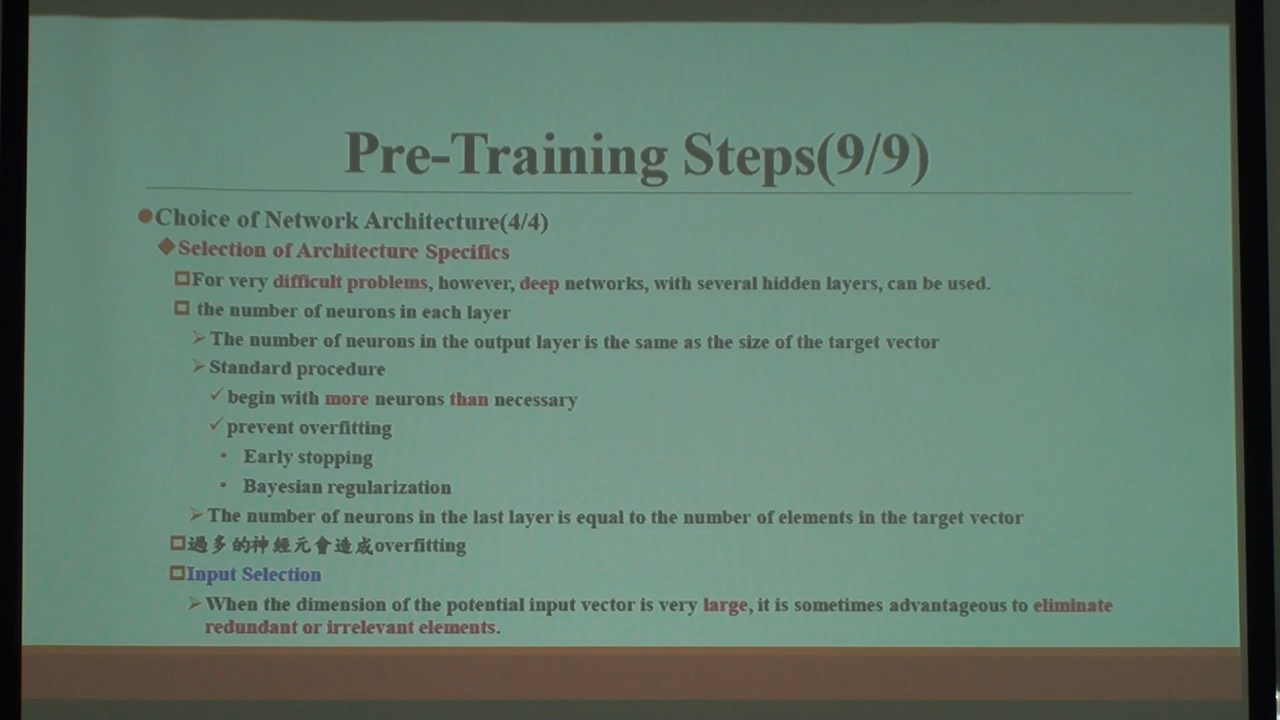 Pre-Training Steps(9/9)
Choice of Network Architecture(4/4)
Selection of Architecture Specifics
For very difficult problems, however, deep networks, with several hidden layers, can be used.
the number of neurons in each layer
The number of neurons in the output layer is the same as the size of the target vector
Standard procedure
begin with more neurons than necessary
prevent overfitting
Early stopping
Bayesian regularization
The number of neurons in the last layer is equal to the number of elements in the target vector
過多的神經元會造成overfitting
Input Selection
When the dimension of the potential input vector is very large, it is sometimes advantageous to eliminate
redundant or irrelevant elements.